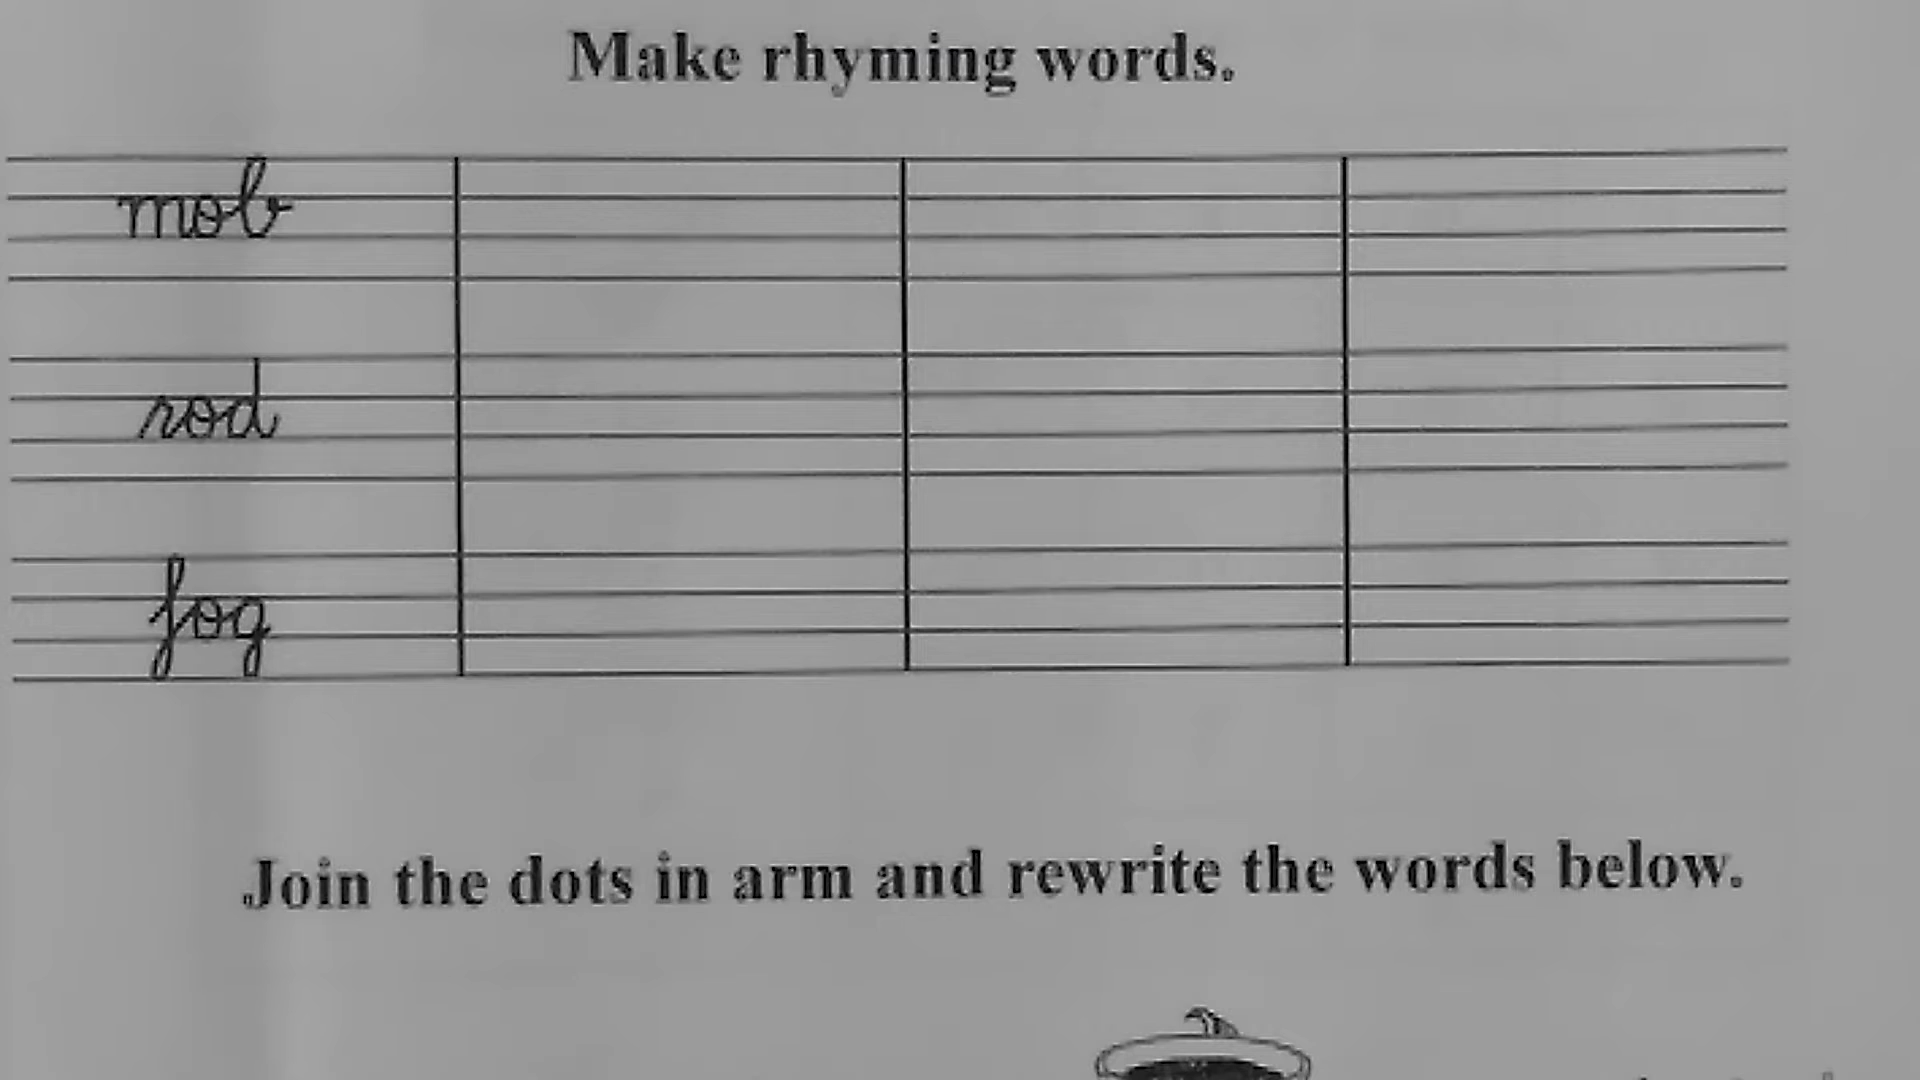 Make rhyming words.
mob
rod
fog
Join the dots in arm and rewrite the words below.